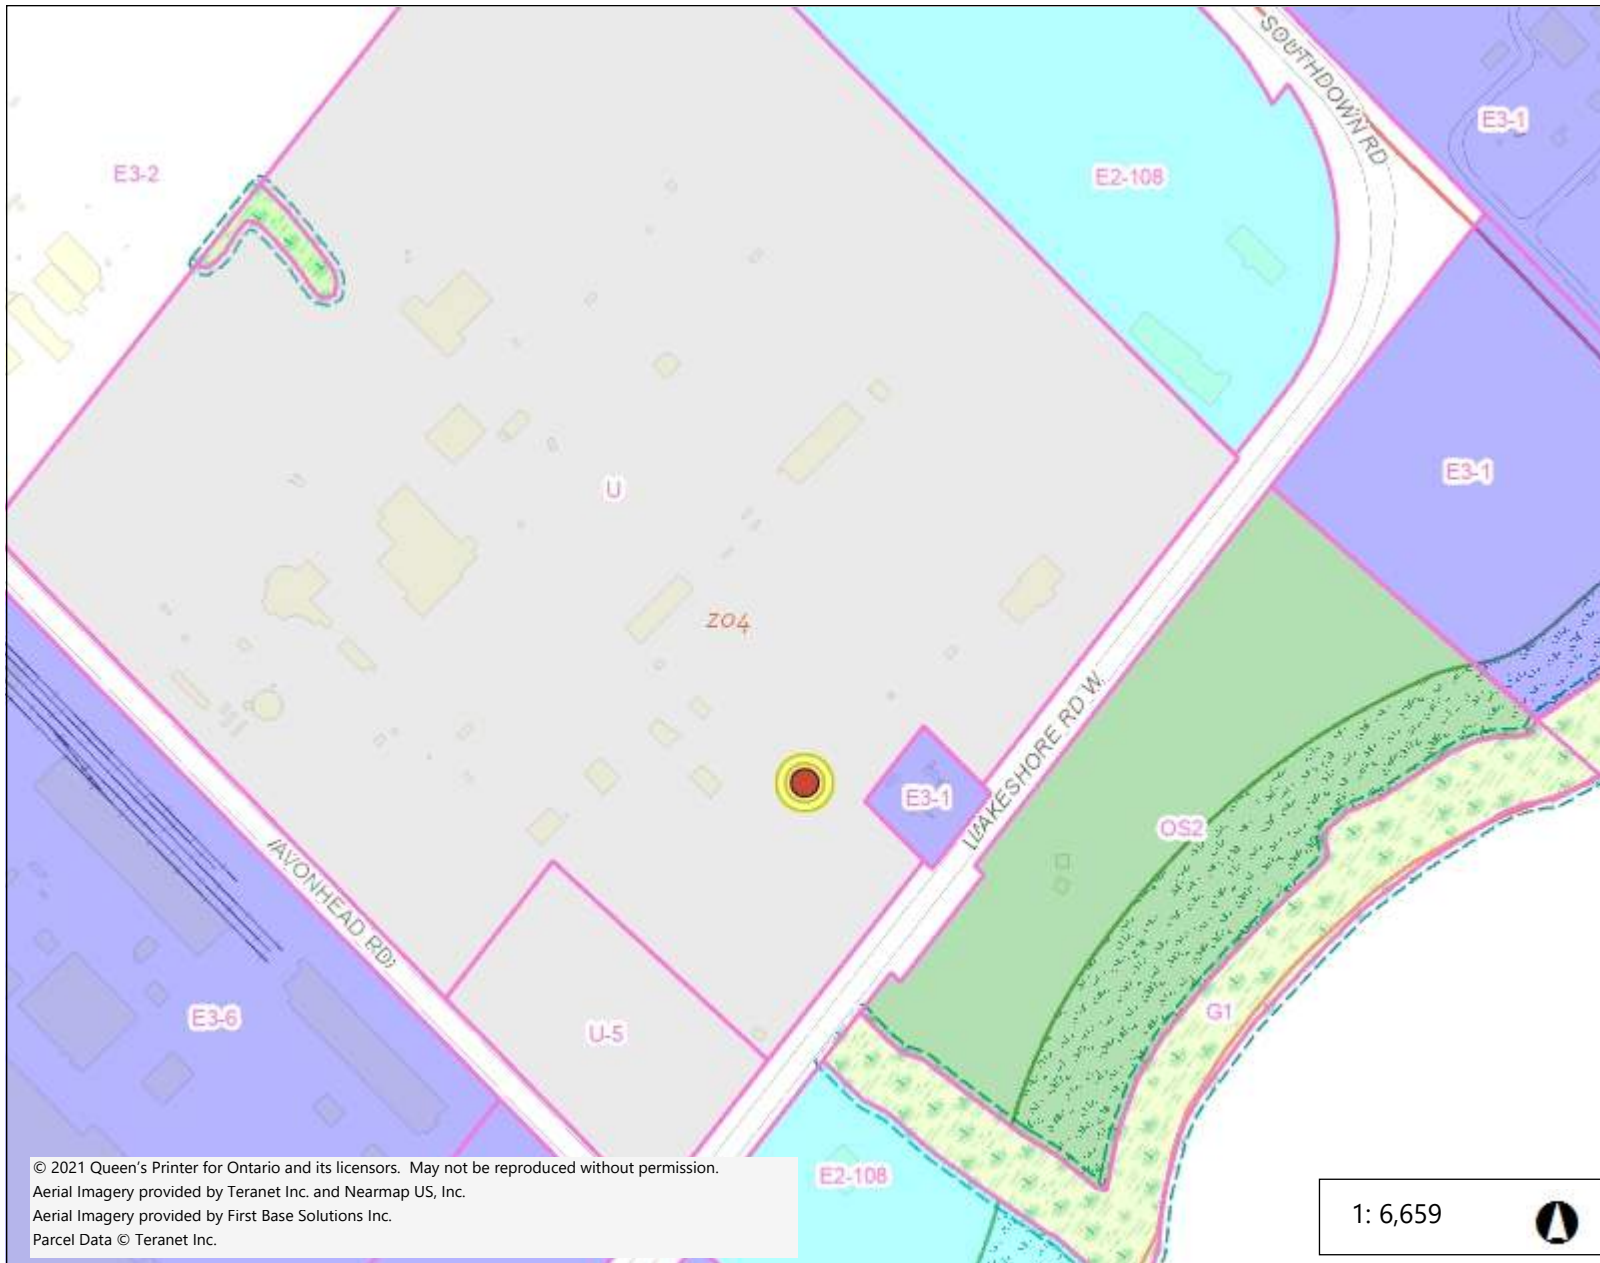 SOUTHDOWN RD
E3-1
E3-2
E2-108
E3-1
U
Z04
LAKESHORE RD W
E3-1
OS2
AVONHEAD RD
G1
E3-6
U-5
E2-108
© 2021 Queen's Printer for Ontario and its licensors. May not be reproduced without permission.
Aerial Imagery provided by Teranet Inc. and Nearmap US, Inc.
Aerial Imagery provided by First Base Solutions Inc.
Parcel Data © Teranet Inc.
1: 6,659